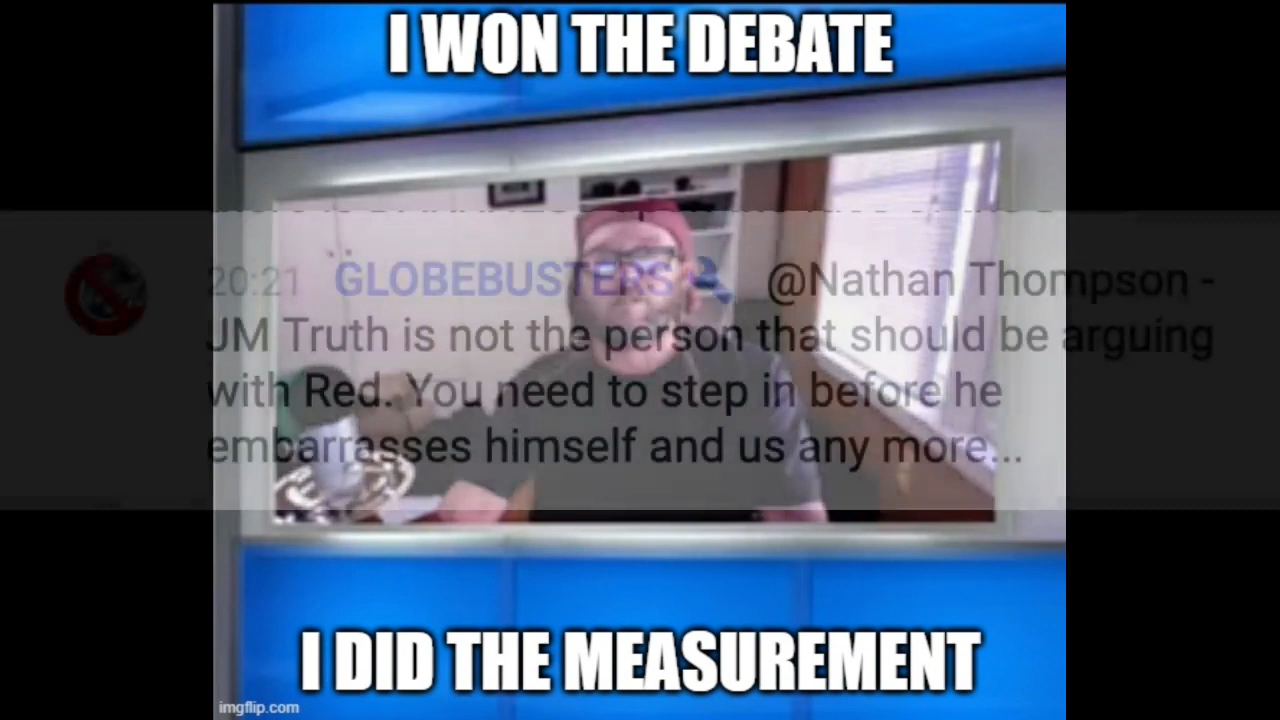 I WON THE DEBATE
20:21 GLOBEBUSTERS @Nathan Thompson -
JM Truth is not the person that should be arguing
with Red. You need to step in before he
embarrasses himself and us any more...
I DID THE MEASUREMENT
imgflip.com